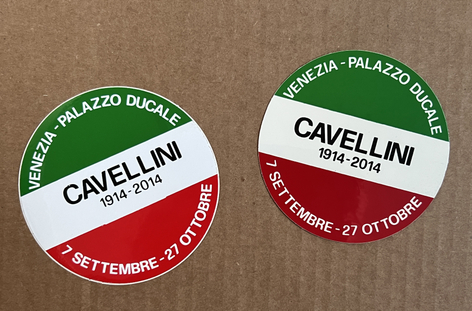 VENEZIA - PALAZZO DUCALE
CAVELLINI
1914-2014
7 SETTEMBRE - 27 OTTOBRE
VENEZIA - PALAZZO DUCALE
CAVELLINI
1914-2014
7 SETTEMBRE - 27 OTTOBRE